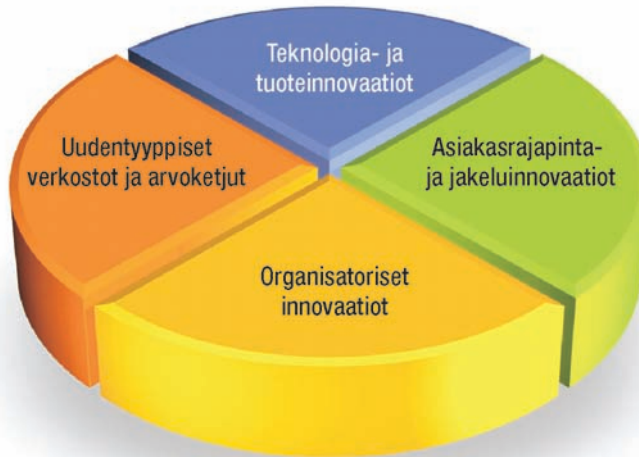 Teknologia- ja
tuoteinnovaatiot
Uudentyyppiset
verkostot ja arvoketjut
Asiakasrajapinta-
ja jakeluinnovaatiot
Organisatoriset
innovaatiot